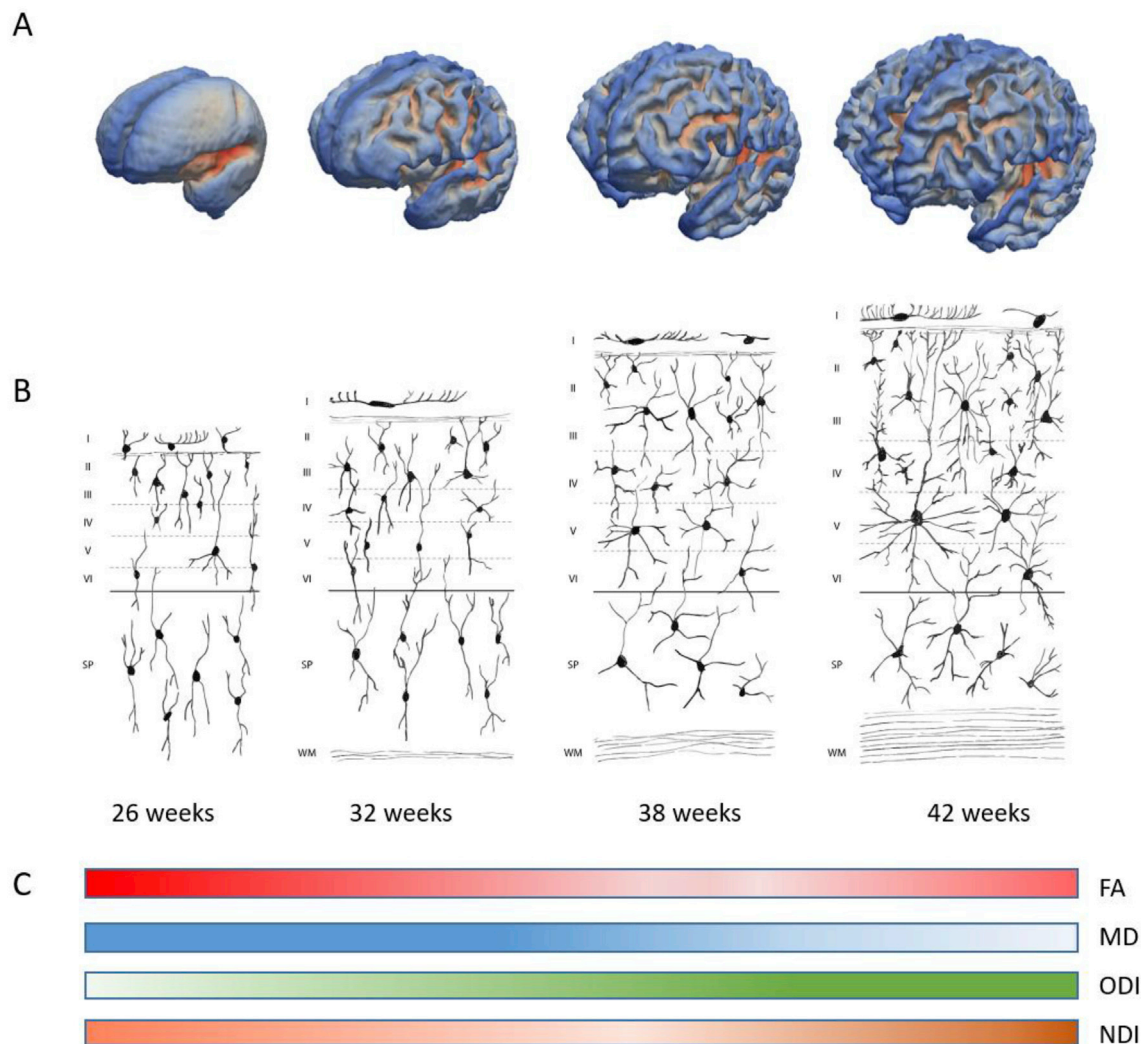 A
B
I
II
III
IV
V
VI
SP
I
II
III
IV
V
VI
SP
WM
I
II
III
IV
V
VI
SP
WM
I
II
III
IV
V
VI
SP
WM
26 weeks 32 weeks 38 weeks 42 weeks
C
FA
MD
ODI
NDI